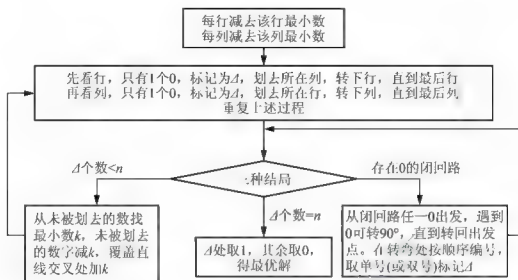 每行减去该行最小数
每列减去该列最小数
先看行，只有1个0，标记为Δ，划去所在列，转下行，直到最后行
再看列，只有1个0，标记为Δ，划去所在行，转下列，直到最后列
重复上述过程
Δ个数<n
三种结局
存在0的闭回路
Δ个数=n
从未被划去的数找
最小数k，未被划去
的数字减k，覆盖直
线交叉处加k
Δ处取1，其余取0，
得最优解
从闭回路任一0出发，遇到
0可转90°，直到转回出发
点。在转弯处按顺序编号，
取单号(或双号)标记Δ